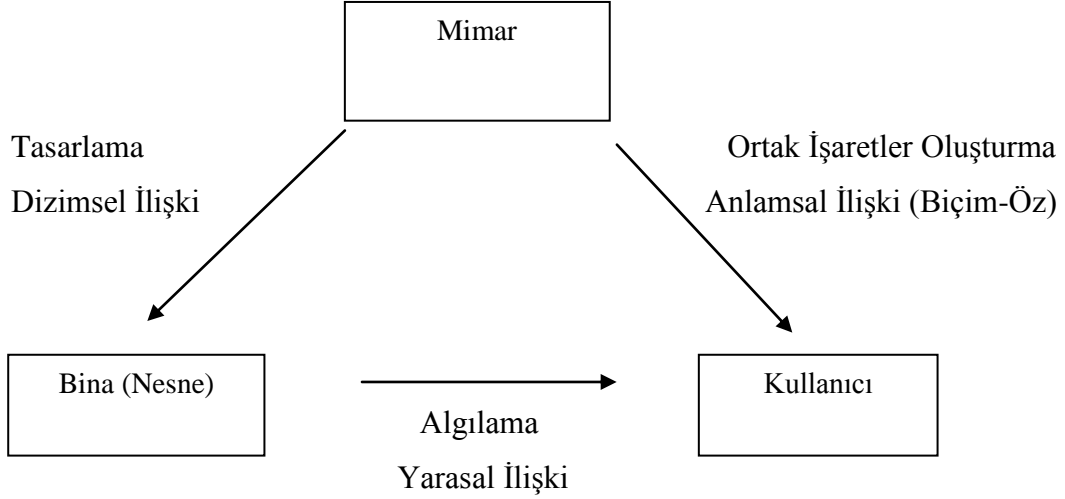 Mimar
Tasarlama
Dizimsel İlişki
Ortak İşaretler Oluşturma
Anlamsal İlişki (Biçim-Öz)
Bina (Nesne)
Kullanıcı
Algılama
Yarasal İlişki